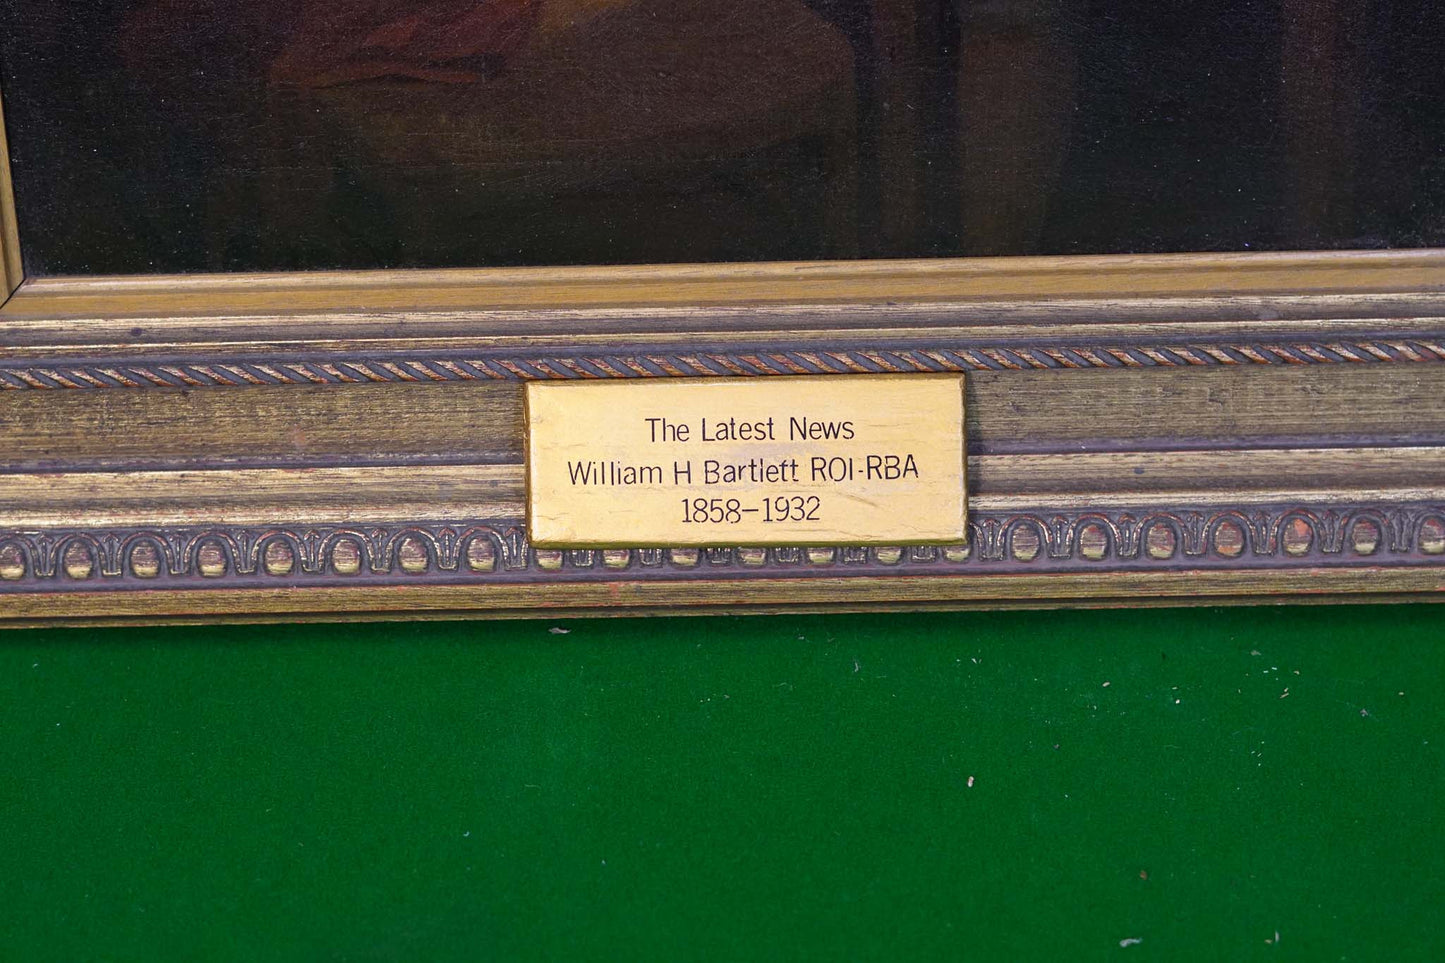 The Latest News
William H Bartlett ROI-RBA
1858-1932